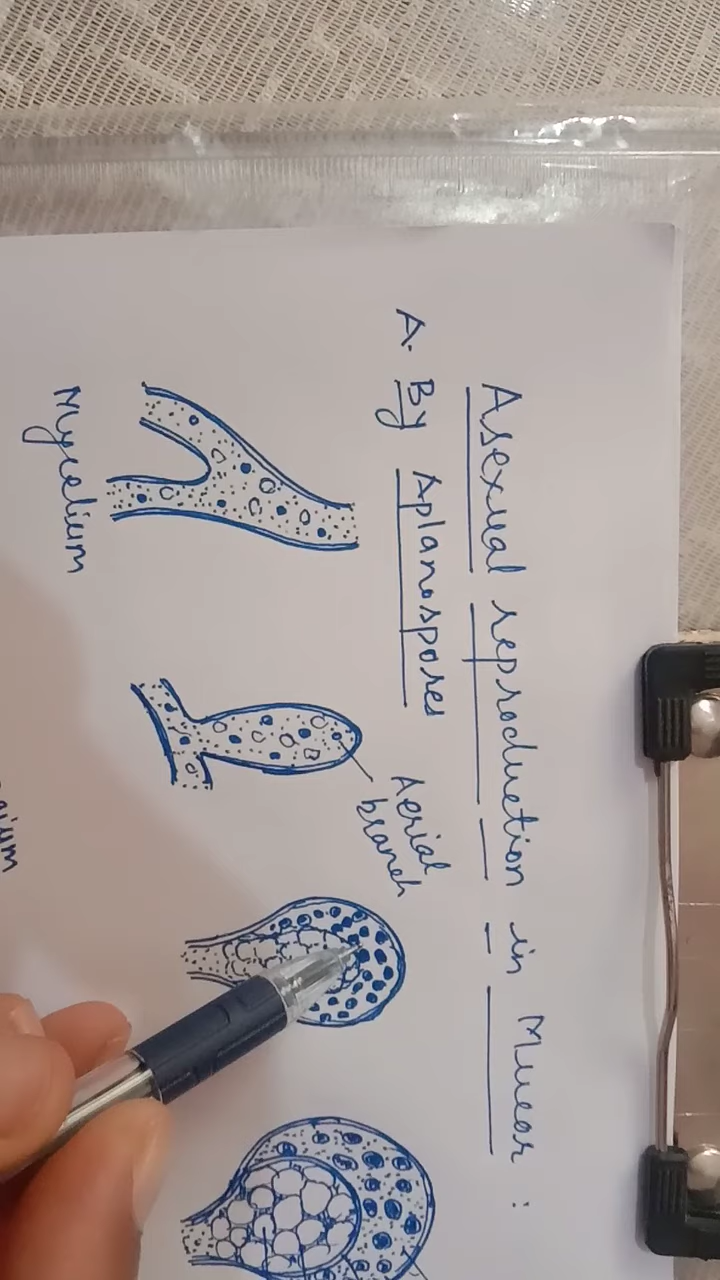 Asexual reproduction in Mucor :
A. By Aplanospores
Aerial
branch
Mycelium